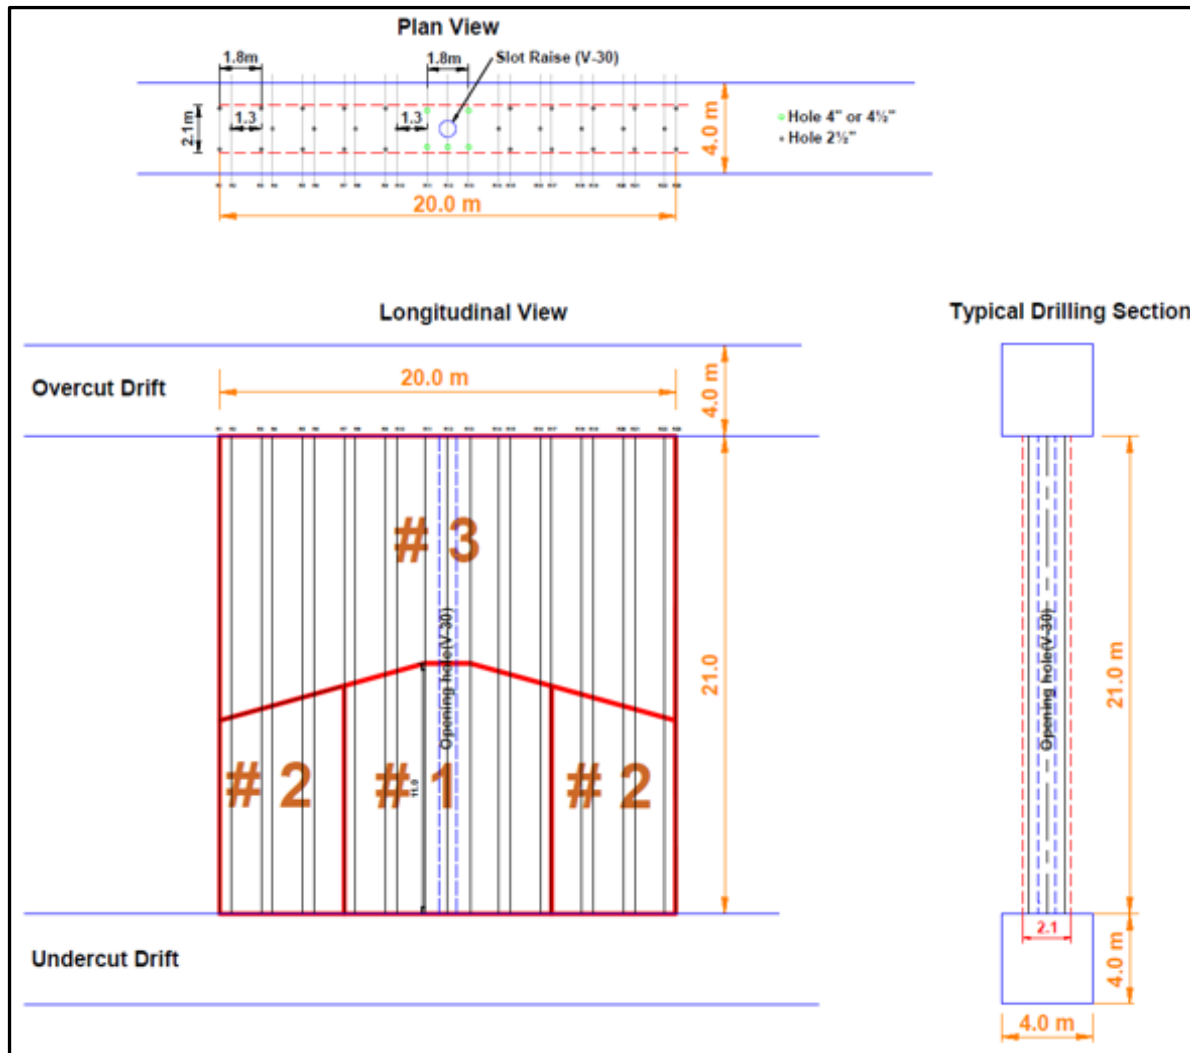 Plan View
1.8m
1.8m
Slot Raise (V-30)
2.1m
1.3
1.3
4.0 m
Hole 4" or 4½"
Hole 2½"
20.0 m
Longitudinal View
Typical Drilling Section
Overcut Drift
20.0 m
4.0 m
# 3
Opening hole(V-30)
21.0
Opening hole(V-30)
21.0 m
# 2
# 1
11.0
# 2
2.1
Undercut Drift
4.0 m
4.0 m